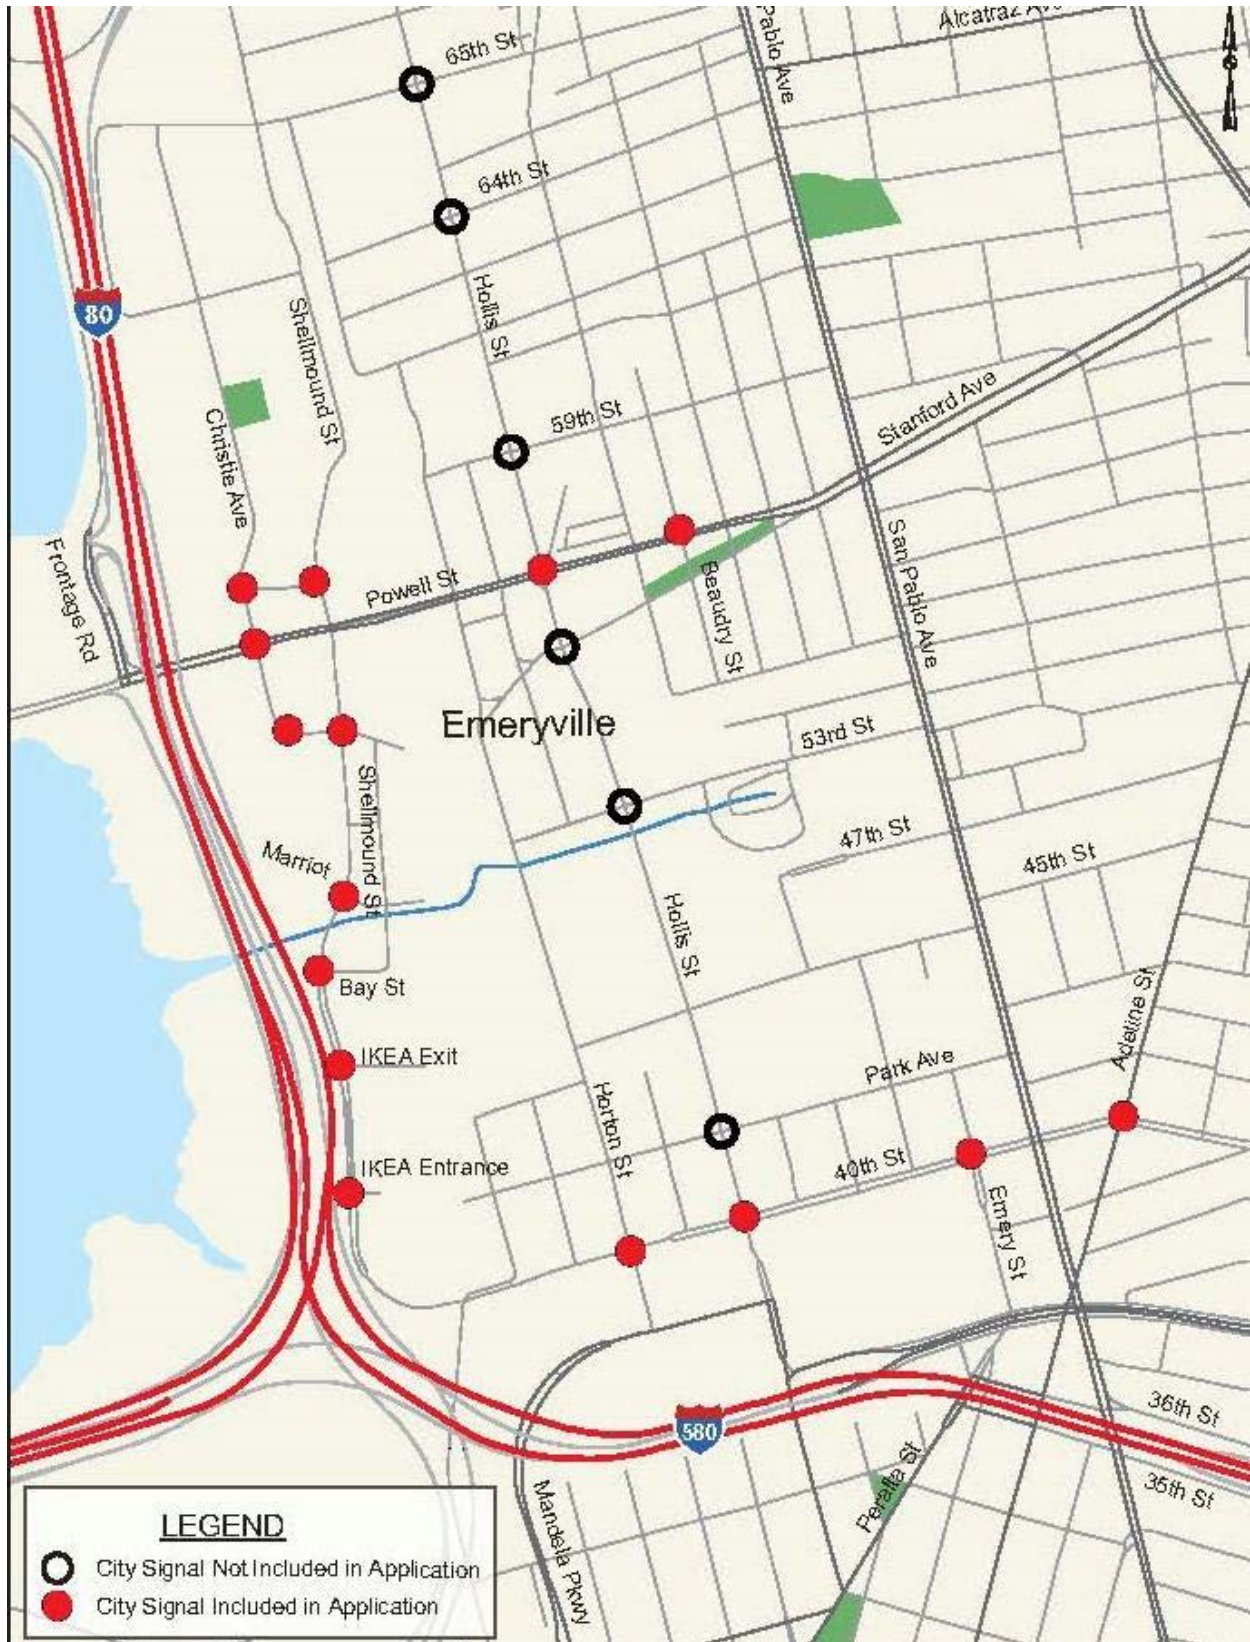 Alcatraz Ave
Pablo Ave
65th St
64th St
80
Hollis St
Shellmound St
Christie Ave
59th St
Stanford Ave
Frontage Rd
Powell St
Beaudry St
San Pablo Ave
Emeryville
53rd St
Shellmound St
47th St
45th St
Marriot
Hollis St
Bay St
Adeline St
IKEA Exit
Park Ave
Horton St
IKEA Entrance
40th St
Emery St
580
36th St
35th St
Peralta St
Mandela Pkwy
LEGEND
City Signal Not Included in Application
City Signal Included in Application